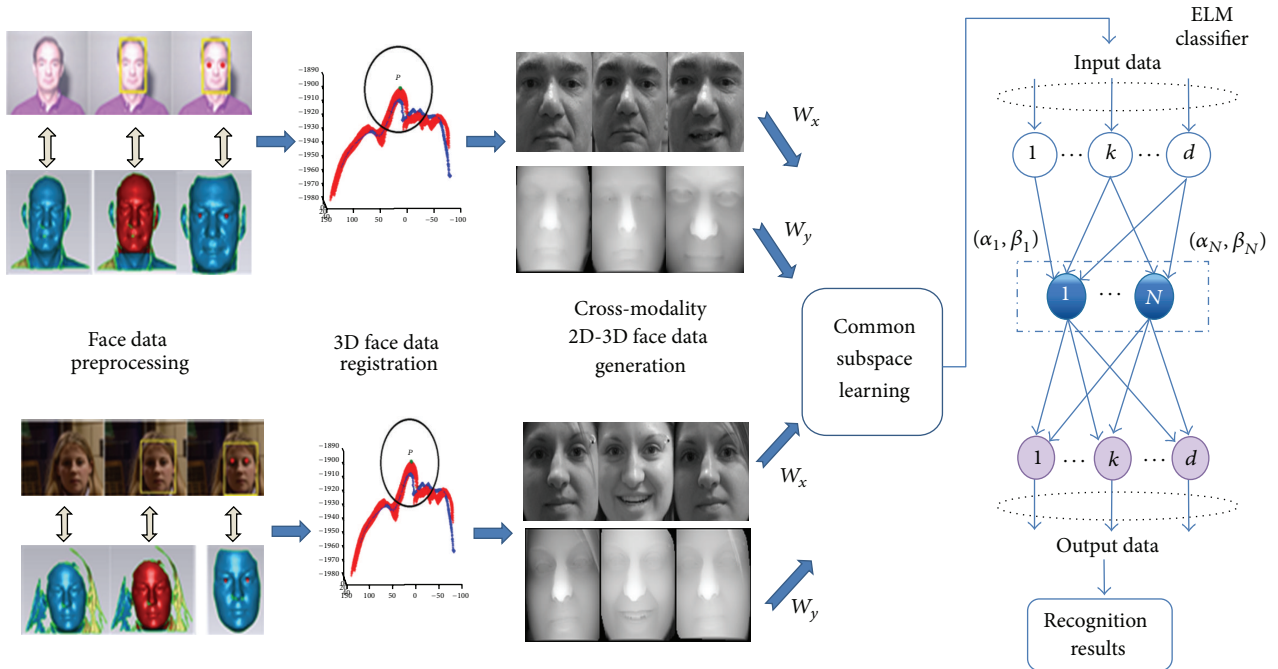 ELM
classifier
Input data
1 ··· k ··· d
(α₁, β₁)
(α_N, β_N)
1 ··· N
1 ··· k ··· d
Output data
Recognition
results
−1890
−1900
−1910
−1920
−1930
−1940
−1950
−1960
−1970
−1980
150 100 50 0 −50 −100
P
W_x
W_y
Face data
preprocessing
3D face data
registration
Cross-modality
2D-3D face data
generation
Common
subspace
learning
−1890
−1900
−1910
−1920
−1930
−1940
−1950
−1960
−1970
−1980
150 100 50 0 −50 −100
P
W_x
W_y